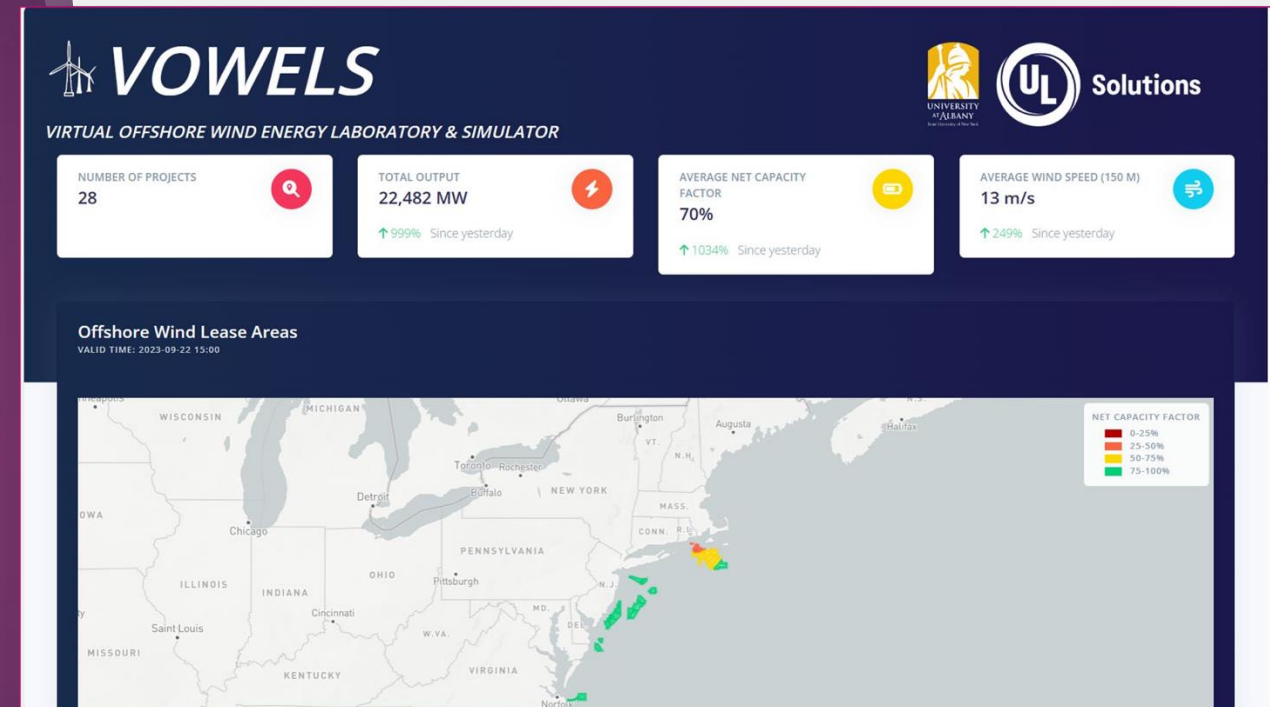 VOWELS
VIRTUAL OFFSHORE WIND ENERGY LABORATORY & SIMULATOR
UNIVERSITY
AT ALBANY
UL Solutions
NUMBER OF PROJECTS
28
TOTAL OUTPUT
22,482 MW
999% Since yesterday
AVERAGE NET CAPACITY
FACTOR
70%
1034% Since yesterday
AVERAGE WIND SPEED (150 M)
13 m/s
249% Since yesterday
Offshore Wind Lease Areas
VALID TIME: 2023-09-22 15:00
NET CAPACITY FACTOR
0-25%
25-50%
50-75%
75-100%
WISCONSIN
MICHIGAN
Ottawa
Burlington
Augusta
N.S.
Halifax
VT.
N.H.
Toronto
Rochester
Buffalo
NEW YORK
Detroit
MASS.
OWA
Chicago
CONN.
R.I.
PENNSYLVANIA
ILLINOIS
INDIANA
OHIO
Pittsburgh
N.J.
Cincinnati
MD.
Saint Louis
W.VA.
DEL.
MISSOURI
KENTUCKY
VIRGINIA
Norfolk